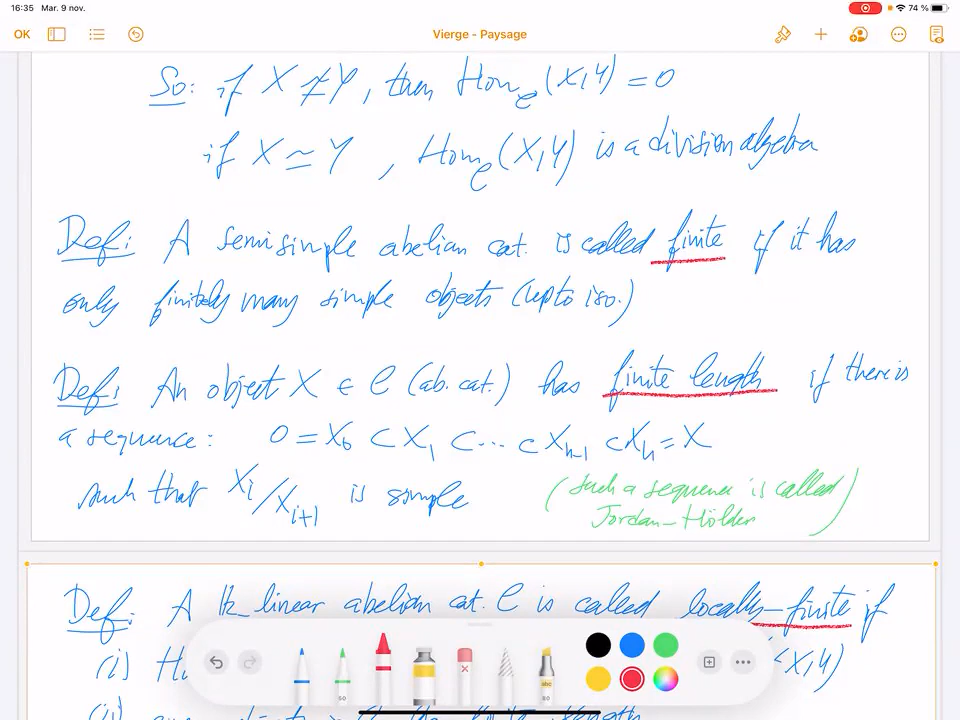 16:35 Mar. 9 nov.
74 %
OK
Vierge - Paysage
So: if X ≄ Y, then Hom_C(X,Y) = 0
if X ≃ Y, Hom_C(X,Y) is a division algebra
Def: A semisimple abelian cat. is called finite if it has
only finitely many simple objects (up to iso.)
Def: An object X ∈ C (ab. cat.) has finite length if there is
a sequence: 0 = X_0 ⊂ X_1 ⊂ ... ⊂ X_{n-1} ⊂ X_n = X
such that X_i/X_{i+1} is simple
(such a sequence is called
Jordan-Hölder)
Def: A k-linear abelian cat. C is called locally-finite if
(i) X,Y)
(ii)